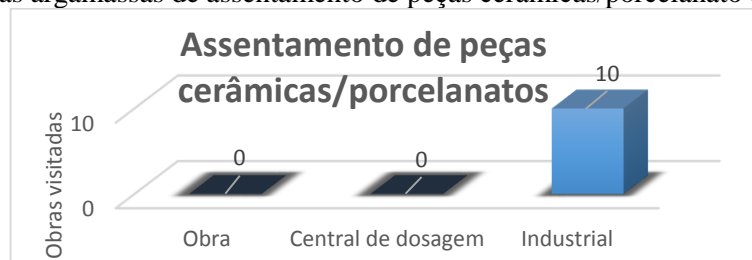 as argamassas de assentamento de peças cerâmicas/porcelanato
Assentamento de peças
cerâmicas/porcelanatos
10
10
0
0
0
Obras visitadas
Obra
Central de dosagem
Industrial